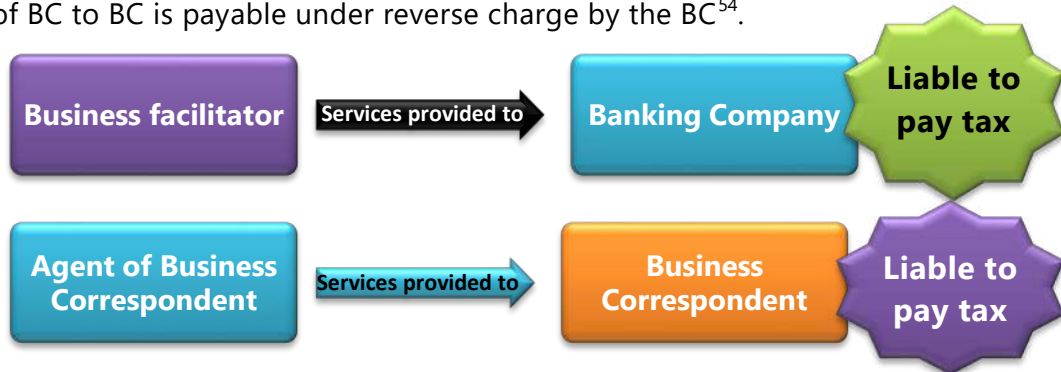 of BC to BC is payable under reverse charge by the BC54.
Business facilitator
Services provided to
Banking Company
Liable to
pay tax
Agent of Business
Correspondent
Services provided to
Business
Correspondent
Liable to
pay tax